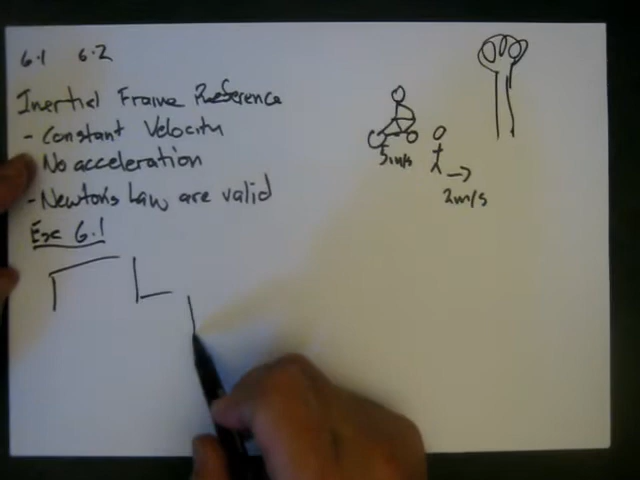 6.1 6.2
Inertial Frame Reference
- Constant Velocity
- No acceleration
- Newtons Law are valid
Exc 6.1
5m/s
2m/s